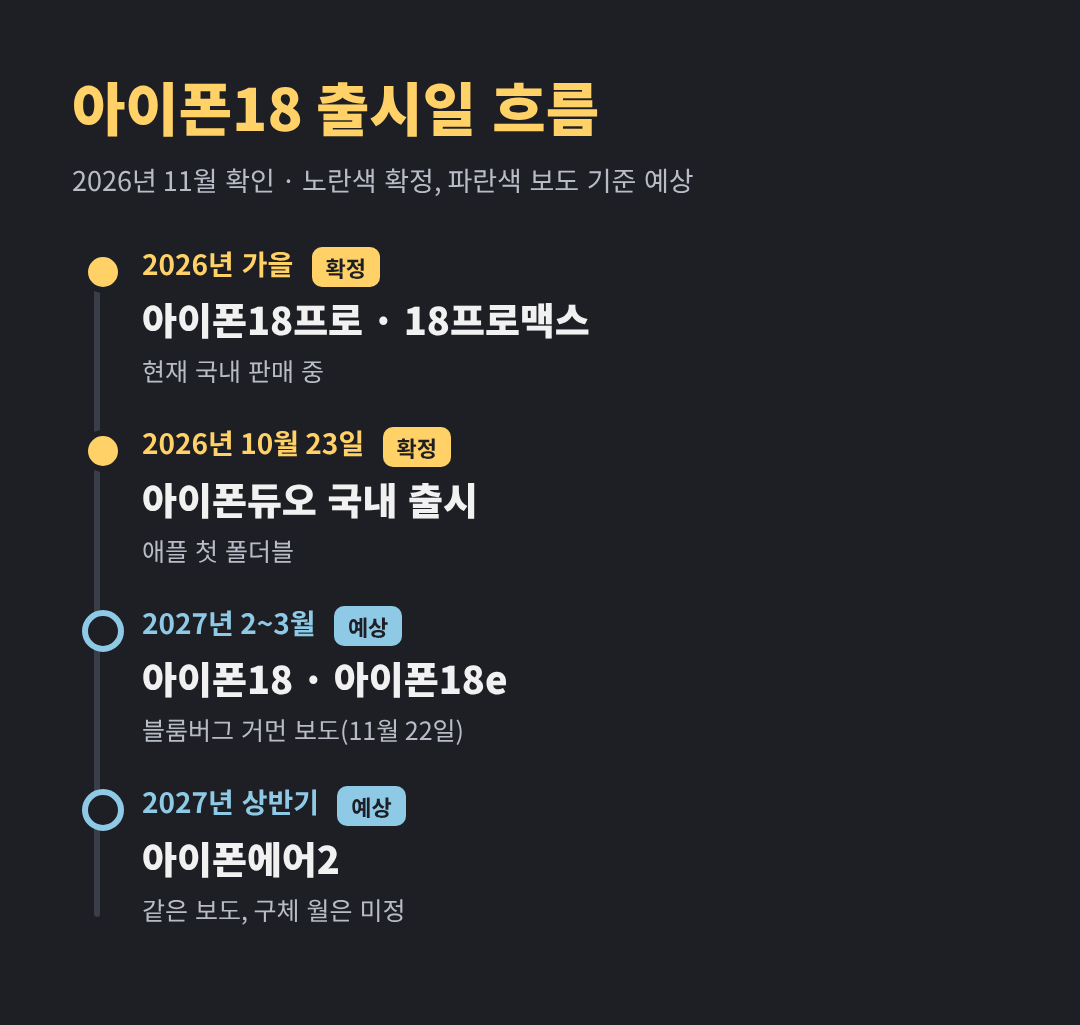 아이폰18 출시일 흐름
2026년 11월 확인 · 노란색 확정, 파란색 보도 기준 예상
2026년 가을 확정
아이폰18프로 · 18프로맥스
현재 국내 판매 중
2026년 10월 23일 확정
아이폰듀오 국내 출시
애플 첫 폴더블
2027년 2~3월 예상
아이폰18 · 아이폰18e
블룸버그 거먼 보도(11월 22일)
2027년 상반기 예상
아이폰에어2
같은 보도, 구체 월은 미정